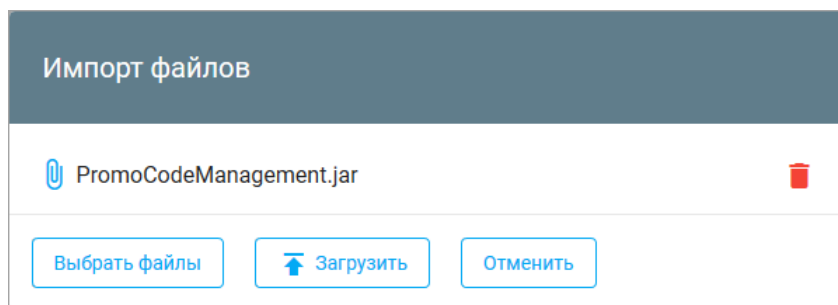 Импорт файлов
PromoCodeManagement.jar
Выбрать файлы Загрузить Отменить